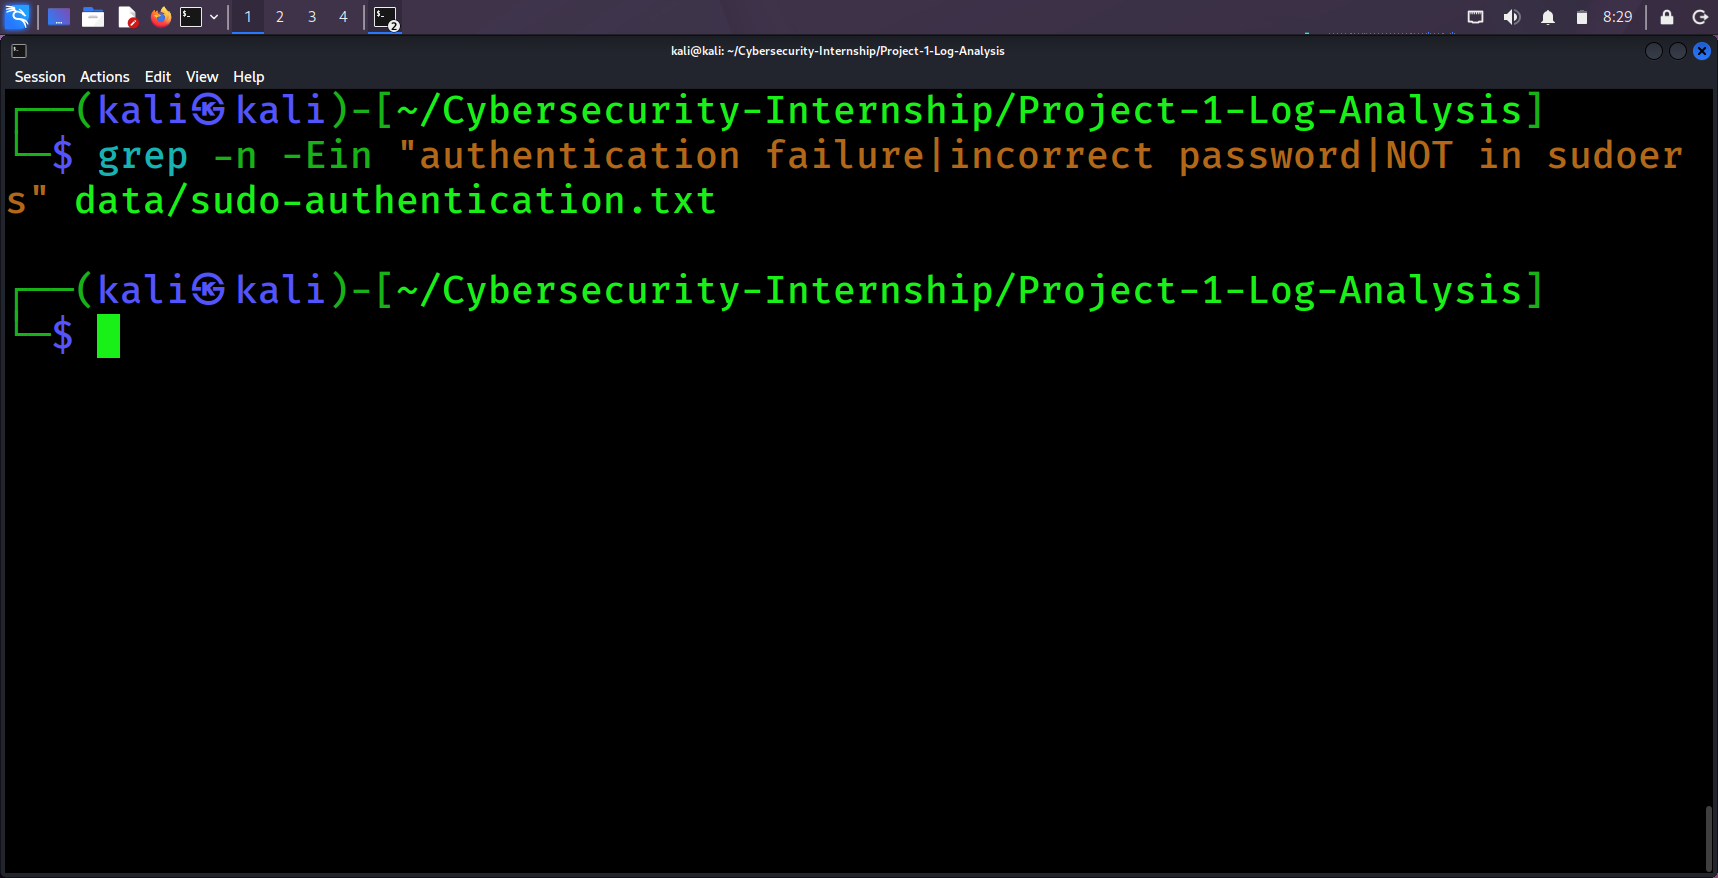 1 2 3 4 2 8:29
kali@kali: ~/Cybersecurity-Internship/Project-1-Log-Analysis
Session Actions Edit View Help
┌──(kali㉿kali)-[~/Cybersecurity-Internship/Project-1-Log-Analysis]
└─$ grep -n -Ein "authentication failure|incorrect password|NOT in sudoer
s" data/sudo-authentication.txt
┌──(kali㉿kali)-[~/Cybersecurity-Internship/Project-1-Log-Analysis]
└─$